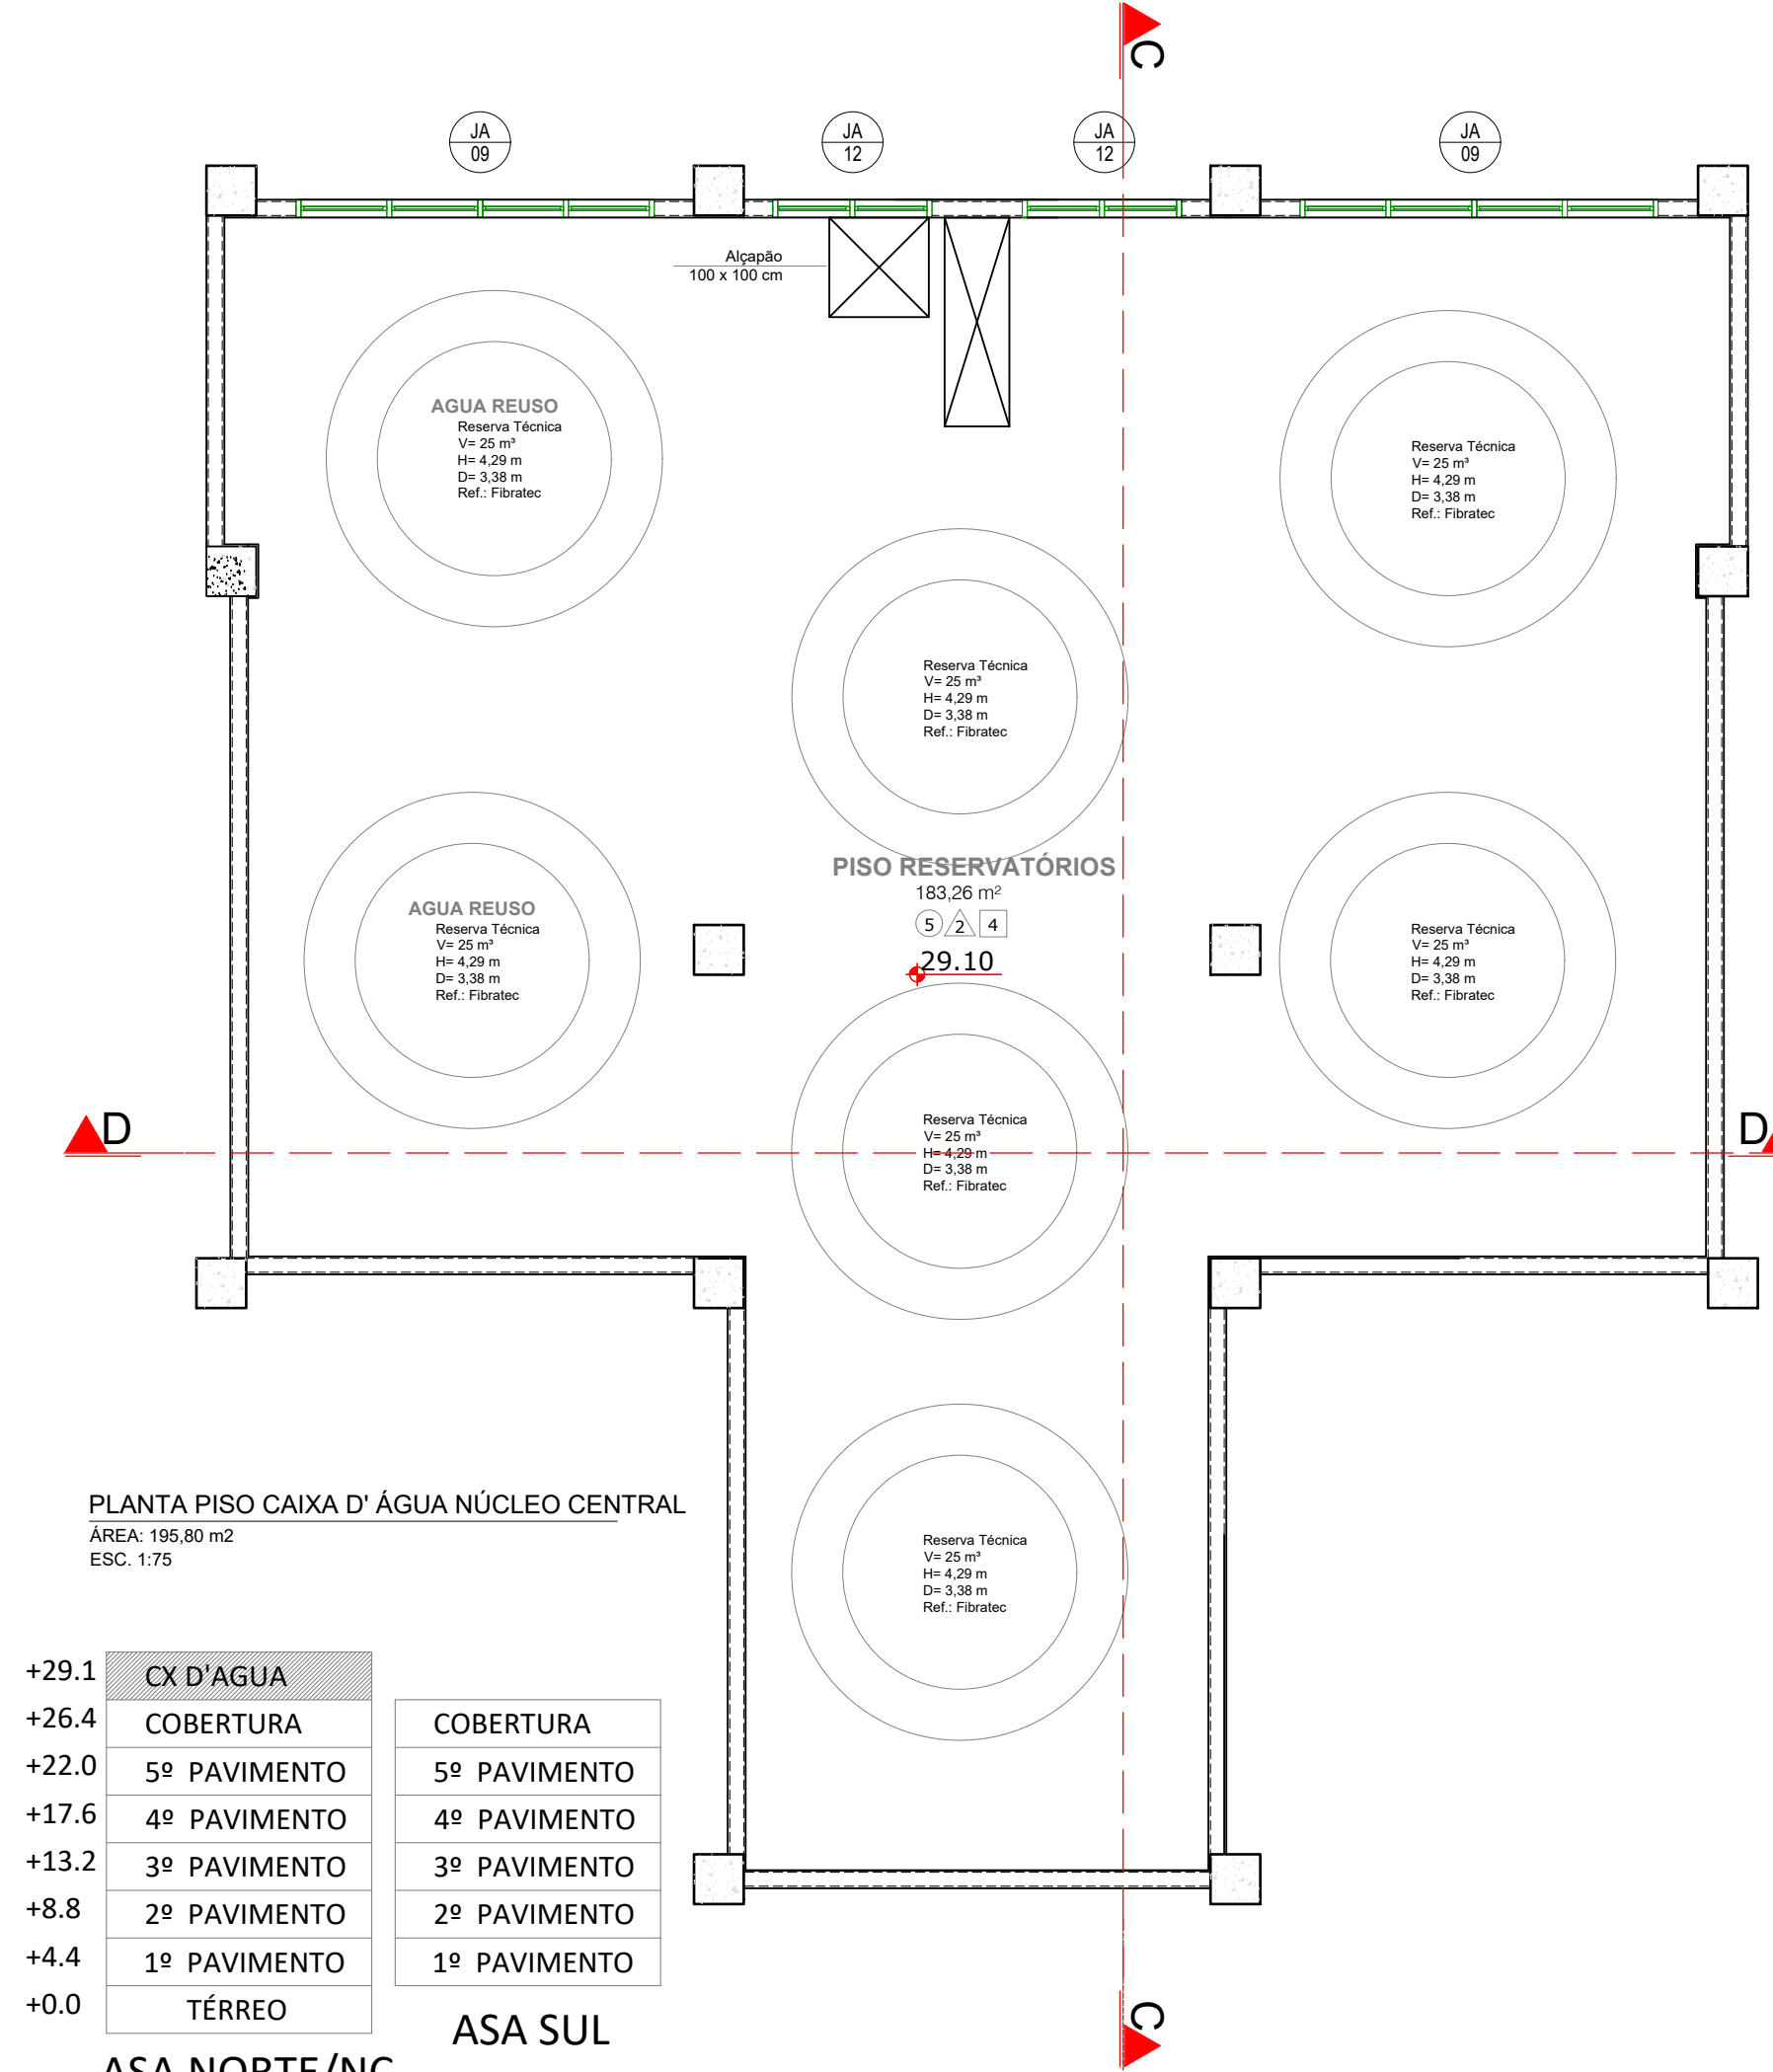 C
JA
09
JA
12
JA
12
JA
09
Alçapão
100 x 100 cm
AGUA REUSO
Reserva Técnica
V= 25 m³
H= 4,29 m
D= 3,38 m
Ref.: Fibratec
Reserva Técnica
V= 25 m³
H= 4,29 m
D= 3,38 m
Ref.: Fibratec
Reserva Técnica
V= 25 m³
H= 4,29 m
D= 3,38 m
Ref.: Fibratec
PISO RESERVATÓRIOS
183,26 m²
5 2 4
29.10
AGUA REUSO
Reserva Técnica
V= 25 m³
H= 4,29 m
D= 3,38 m
Ref.: Fibratec
Reserva Técnica
V= 25 m³
H= 4,29 m
D= 3,38 m
Ref.: Fibratec
D
D
Reserva Técnica
V= 25 m³
H= 4,29 m
D= 3,38 m
Ref.: Fibratec
PLANTA PISO CAIXA D' ÁGUA NÚCLEO CENTRAL
ÁREA: 195,80 m2
ESC. 1:75
Reserva Técnica
V= 25 m³
H= 4,29 m
D= 3,38 m
Ref.: Fibratec
+29.1 CX D'AGUA
+26.4 COBERTURA COBERTURA
+22.0 5º PAVIMENTO 5º PAVIMENTO
+17.6 4º PAVIMENTO 4º PAVIMENTO
+13.2 3º PAVIMENTO 3º PAVIMENTO
+8.8 2º PAVIMENTO 2º PAVIMENTO
+4.4 1º PAVIMENTO 1º PAVIMENTO
+0.0 TÉRREO
ASA SUL
C
ASA NORTE/NC